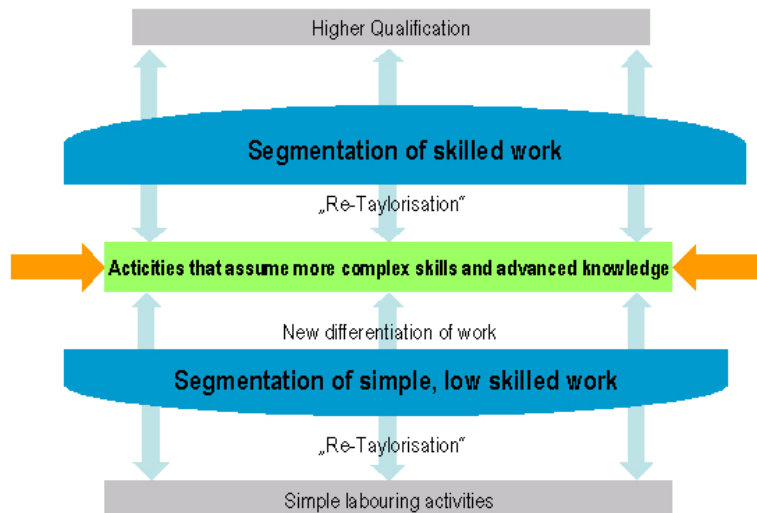 Higher Qualification
Segmentation of skilled work
„Re-Taylorisation“
Acticities that assume more complex skills and advanced knowledge
New differentiation of work
Segmentation of simple, low skilled work
„Re-Taylorisation“
Simple labouring activities